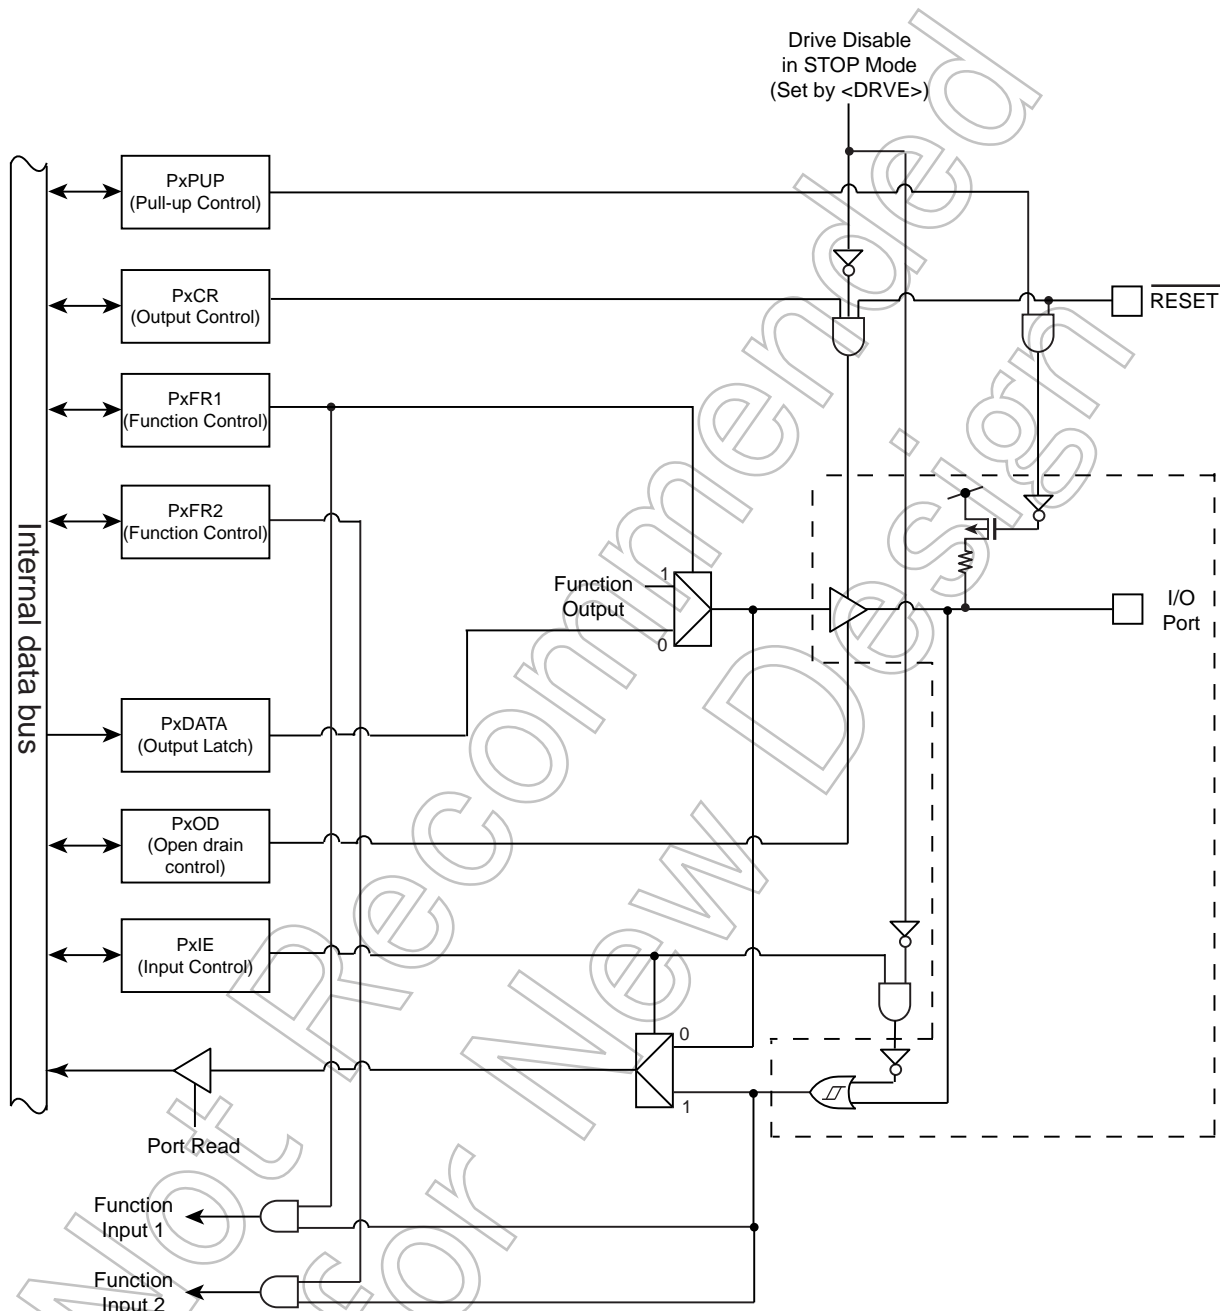 Drive Disable
in STOP Mode
(Set by <DRVE>)
PxPUP
(Pull-up Control)
PxCR
(Output Control)
RESET
PxFR1
(Function Control)
PxFR2
(Function Control)
Internal data bus
1
Function
Output
0
I/O
Port
PxDATA
(Output Latch)
PxOD
(Open drain
control)
PxIE
(Input Control)
0
1
Port Read
Function
Input 1
Function
Input 2
Not Recommended
for New Design